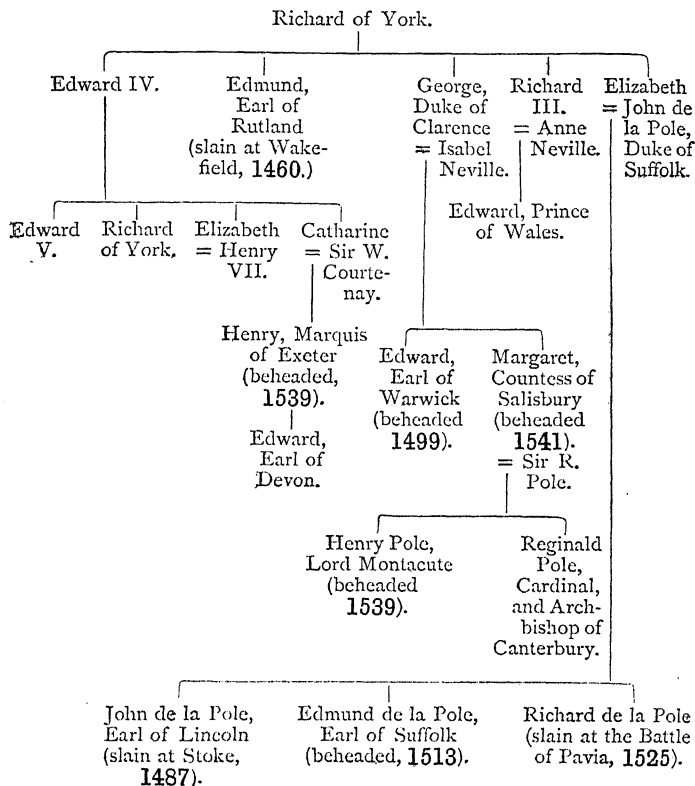 Richard of York.
Edward IV.
Edmund,
Earl of
Rutland
(slain at Wake-
field, 1460.)
George,
Duke of
Clarence
= Isabel
Neville.
Richard
III.
= Anne
Neville.
Elizabeth
= John de
la Pole,
Duke of
Suffolk.
Edward
V.
Richard
of York.
Elizabeth
= Henry
VII.
Catharine
= Sir W.
Courte-
nay.
Edward, Prince
of Wales.
Henry, Marquis
of Exeter
(beheaded,
1539).
Edward,
Earl of
Devon.
Edward,
Earl of
Warwick
(beheaded
1499).
Margaret,
Countess of
Salisbury
(beheaded
1541).
= Sir R.
Pole.
Henry Pole,
Lord Montacute
(beheaded
1539).
Reginald
Pole,
Cardinal,
and Arch-
bishop of
Canterbury.
John de la Pole,
Earl of Lincoln
(slain at Stoke,
1487).
Edmund de la Pole,
Earl of Suffolk
(beheaded, 1513).
Richard de la Pole
(slain at the Battle
of Pavia, 1525).